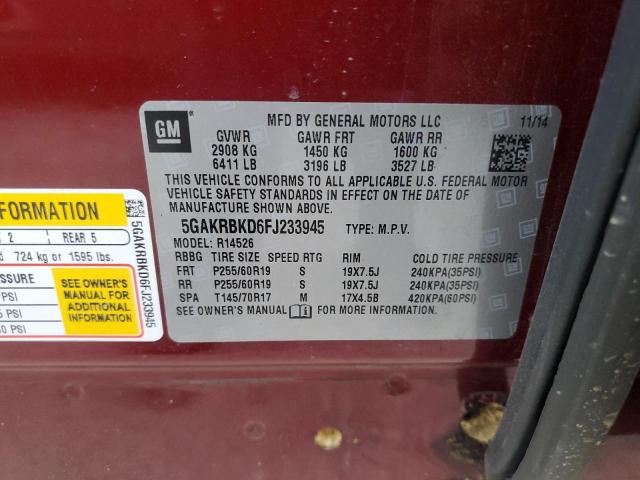 GM
MFD BY GENERAL MOTORS LLC
11/14
GVWR GAWR FRT GAWR RR
2908 KG 1450 KG 1600 KG
6411 LB 3196 LB 3527 LB
THIS VEHICLE CONFORMS TO ALL APPLICABLE U.S. FEDERAL MOTOR
VEHICLE SAFETY STANDARDS IN EFFECT ON THE DATE OF
MANUFACTURE SHOWN ABOVE.
5GAKRBKD6FJ233945 TYPE: M.P.V.
MODEL: R14526
RBBG TIRE SIZE SPEED RTG RIM COLD TIRE PRESSURE
FRT P255/60R19 S 19X7.5J 240KPA(35PSI)
RR P255/60R19 S 19X7.5J 240KPA(35PSI)
SPA T145/70R17 M 17X4.5B 420KPA(60PSI)
SEE OWNER'S MANUAL FOR MORE INFORMATION.
FORMATION
2 REAR 5
724 kg or 1595 lbs.
SEE OWNER'S
MANUAL FOR
ADDITIONAL
INFORMATION
PSI
PSI
PSI
5GAKRBKD6FJ233945